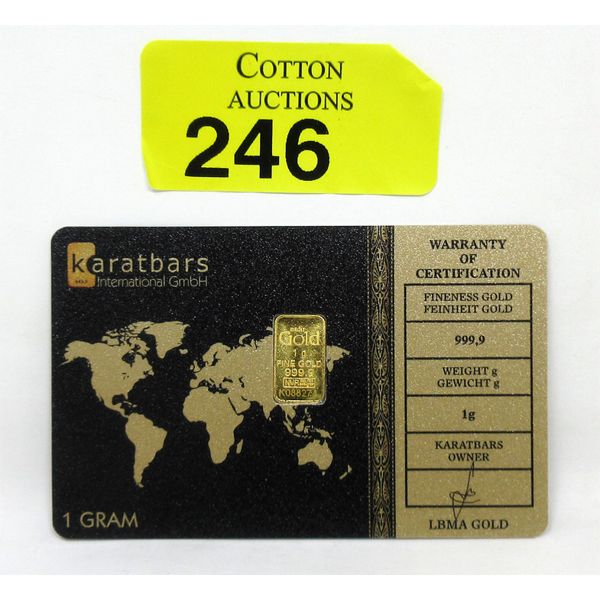 COTTON
AUCTIONS
246
karatbars
International GmbH
GOLD
Gold
1 g
FINE GOLD
999.9
1 GRAM
WARRANTY
OF
CERTIFICATION
FINENESS GOLD
FEINHEIT GOLD
999,9
WEIGHT g
GEWICHT g
1g
KARATBARS
OWNER
LBMA GOLD